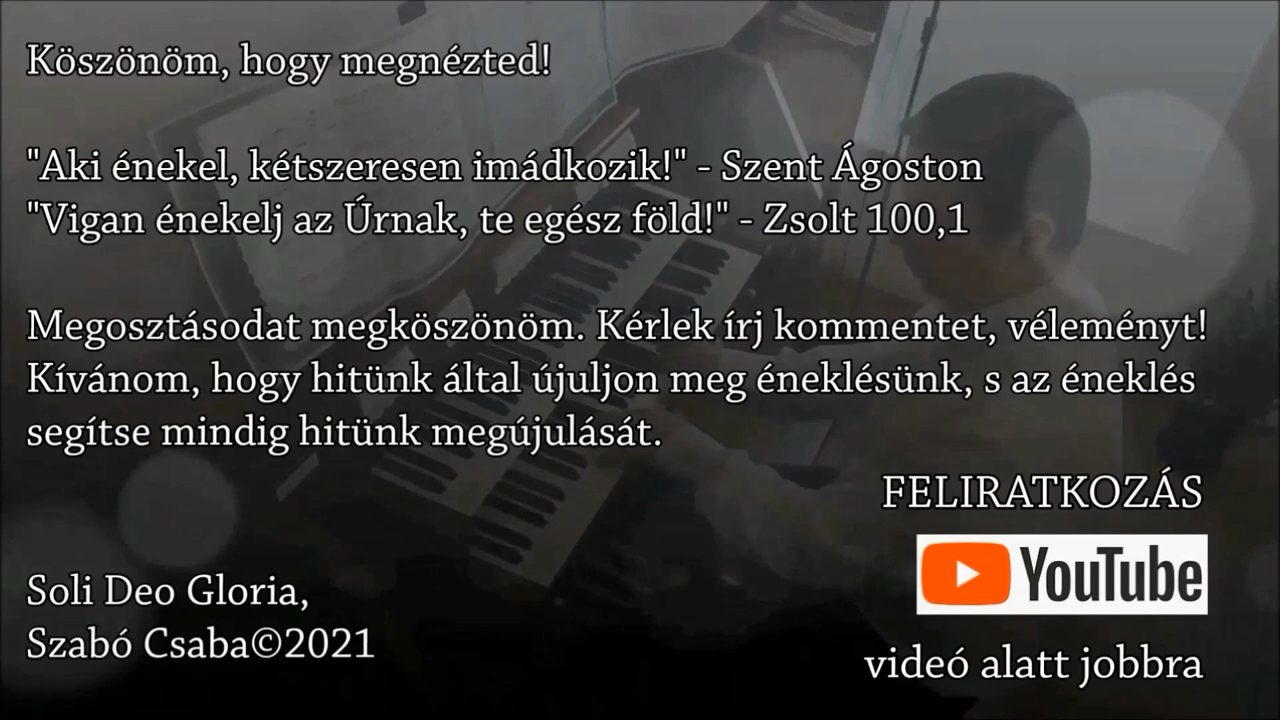 Köszönöm, hogy megnézted!
"Aki énekel, kétszeresen imádkozik!" - Szent Ágoston
"Vigan énekelj az Úrnak, te egész föld!" - Zsolt 100,1
Megosztásodat megköszönöm. Kérlek írj kommentet, véleményt!
Kívánom, hogy hitünk által újuljon meg éneklésünk, s az éneklés
segítse mindig hitünk megújulását.
FELIRATKOZÁS
YouTube
Soli Deo Gloria,
Szabó Csaba©2021
videó alatt jobbra